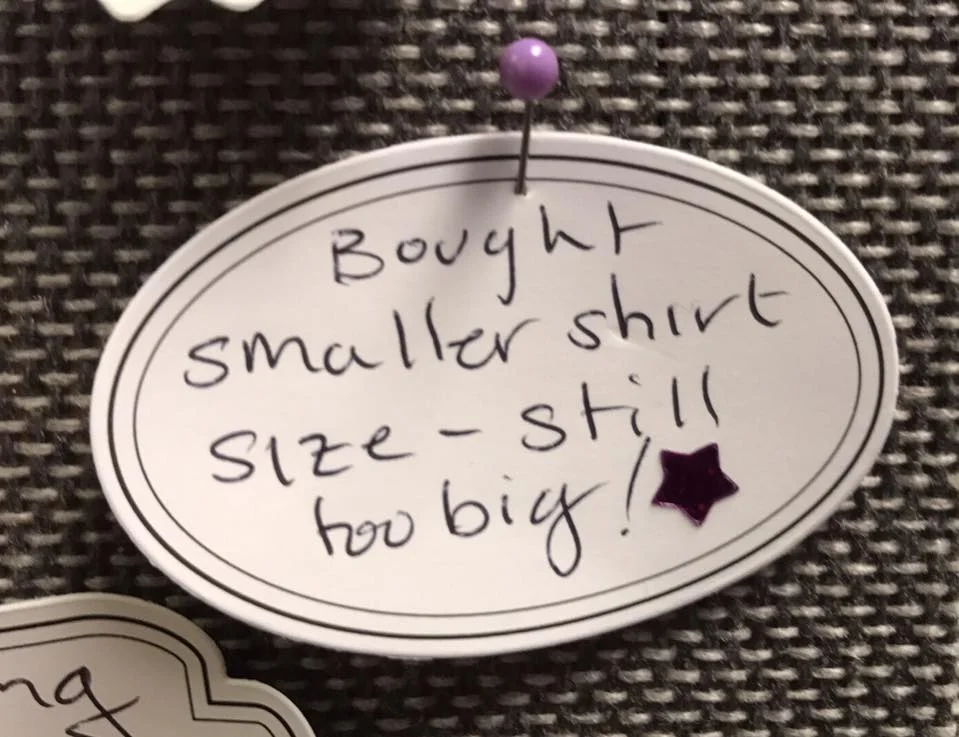 Bought
smaller shirt
size - still
too big!